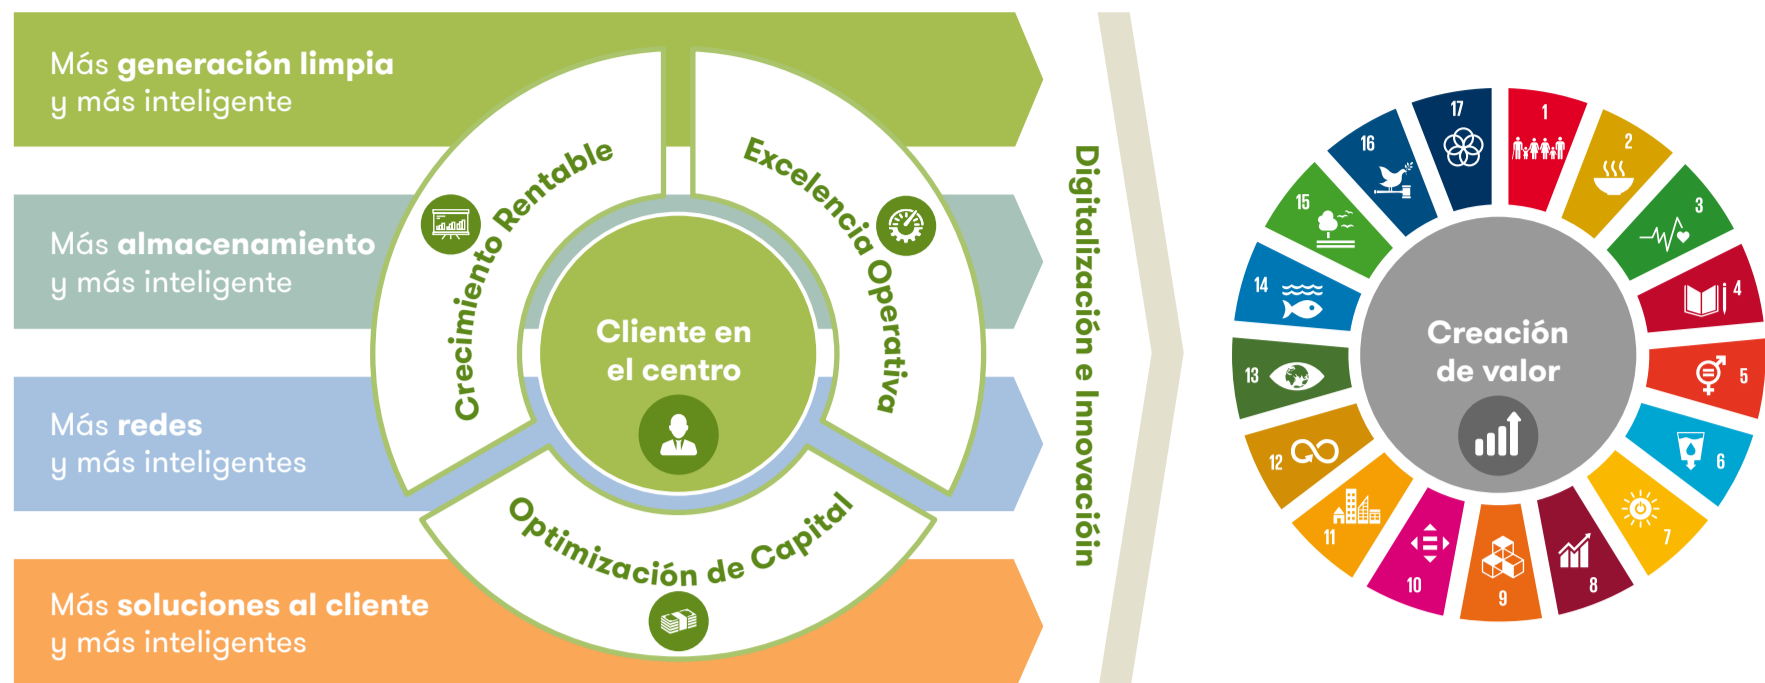 Más generación limpia
y más inteligente
Más almacenamiento
y más inteligente
Más redes
y más inteligentes
Más soluciones al cliente
y más inteligentes
Crecimiento Rentable
Excelencia Operativa
Optimización de Capital
Cliente en
el centro
Digitalización e Innovacióin
1
2
3
4
5
6
7
8
9
10
11
12
13
14
15
16
17
Creación
de valor